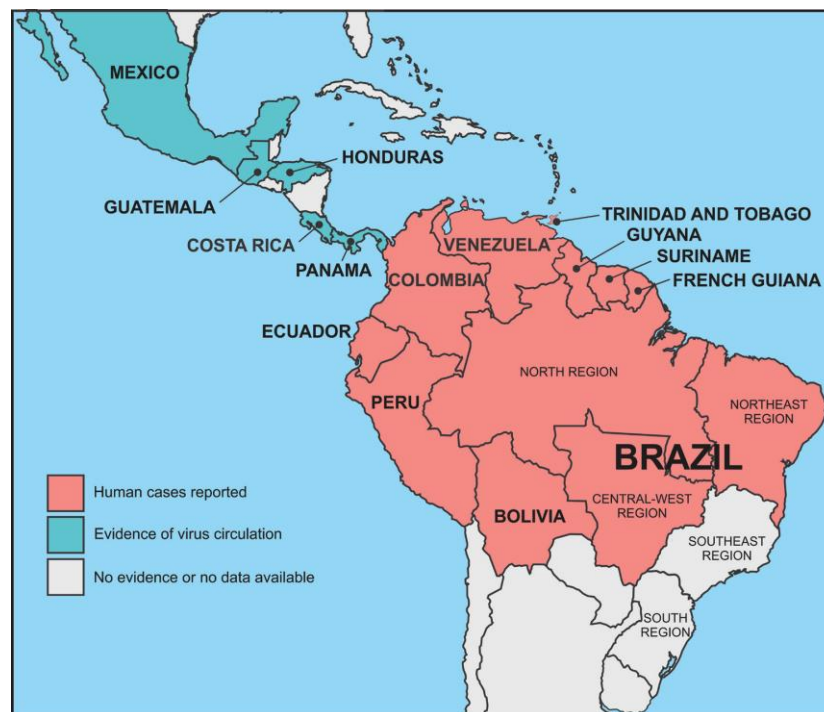 MEXICO
HONDURAS
GUATEMALA
COSTA RICA
PANAMA
TRINIDAD AND TOBAGO
GUYANA
SURINAME
FRENCH GUIANA
VENEZUELA
COLOMBIA
ECUADOR
PERU
NORTH REGION
NORTHEAST
REGION
BRAZIL
CENTRAL-WEST
REGION
BOLIVIA
SOUTHEAST
REGION
SOUTH
REGION
Human cases reported
Evidence of virus circulation
No evidence or no data available